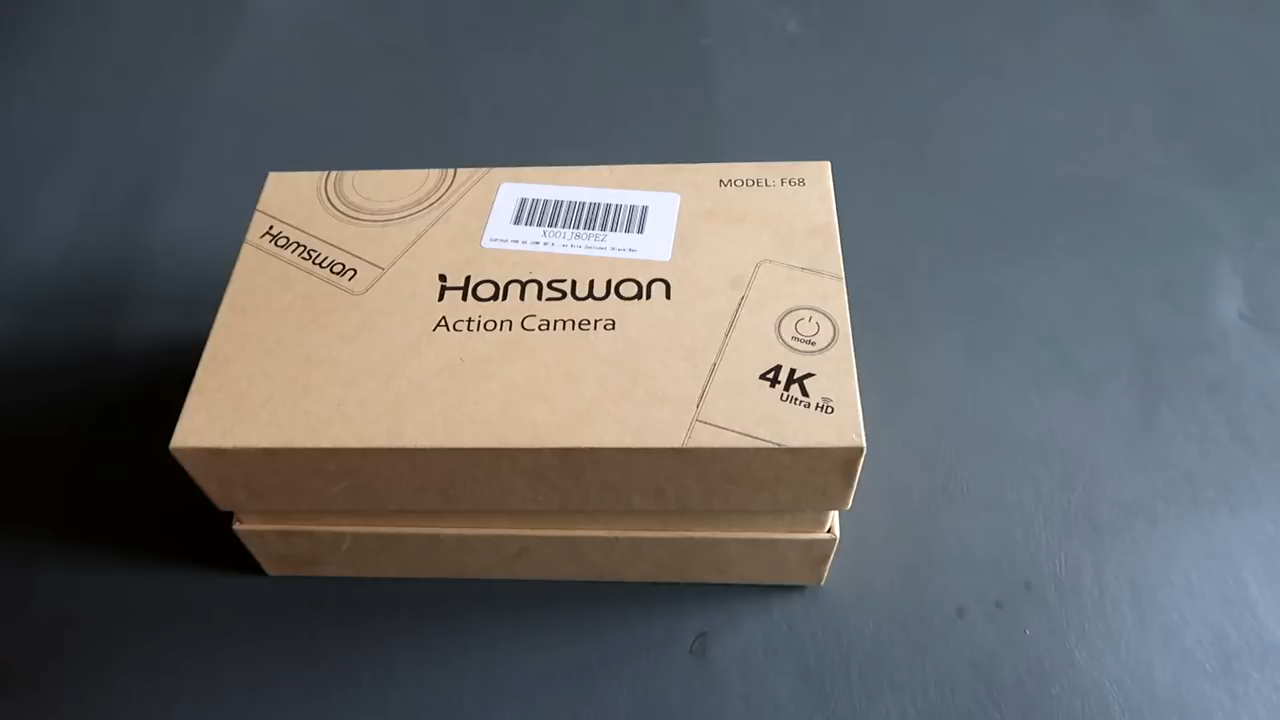 MODEL: F68
X001J80PEZ
Hamswan
Hamswan
Action Camera
mode
4K
Ultra HD